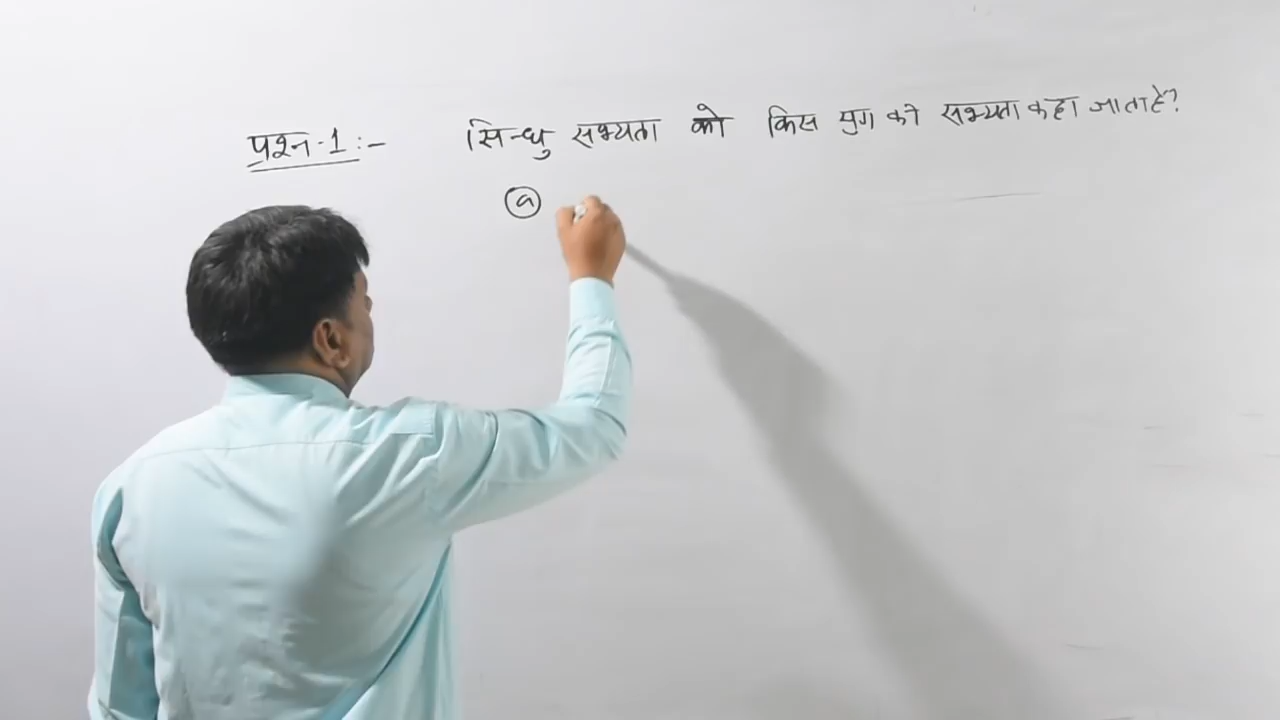 प्रश्न-1:- सिन्धु सभ्यता को किस युग की सभ्यता कहा जाता है?
(a)